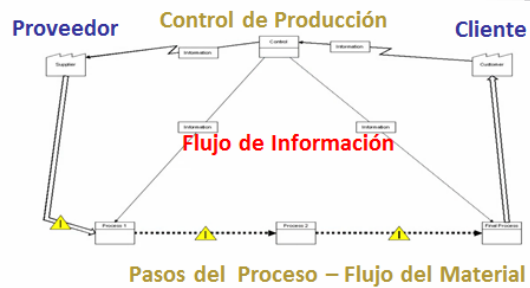 Control de Producción
Proveedor
Cliente
Control
Information
Information
Supplier
Customer
Information
Information
Flujo de Información
Process 1
Process 2
Final Process
i
i
i
Pasos del Proceso – Flujo del Material